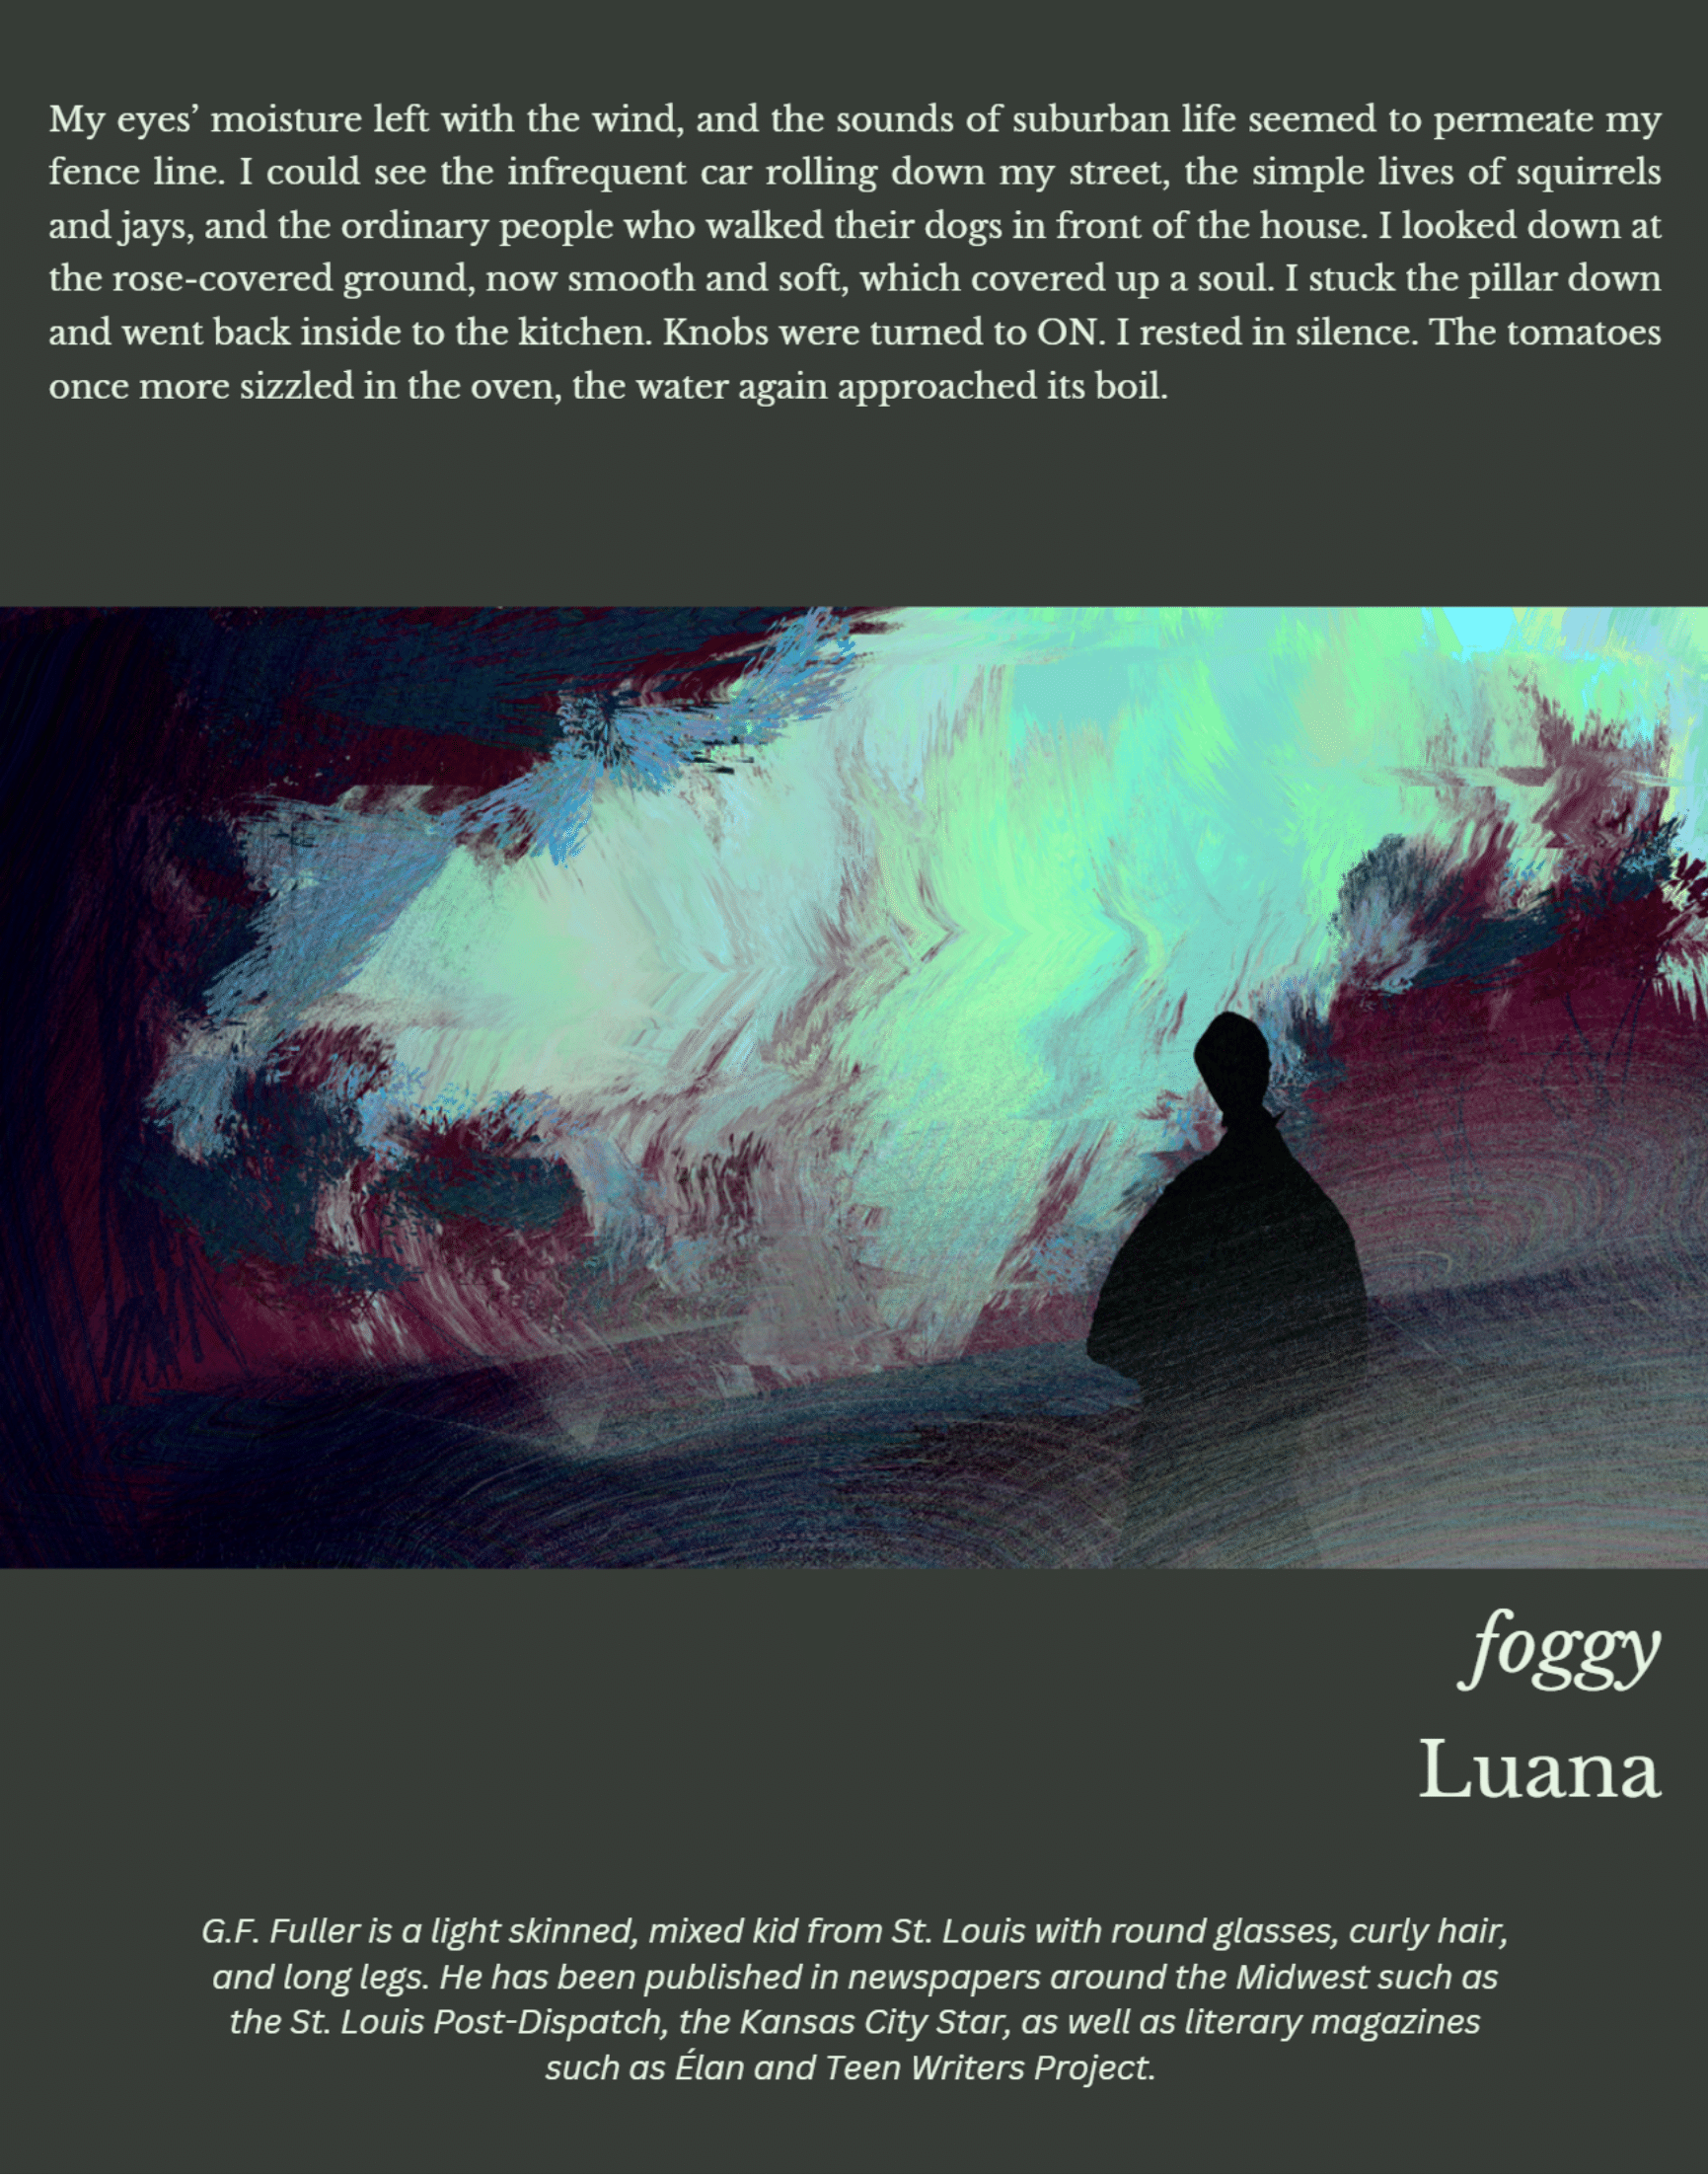 My eyes’ moisture left with the wind, and the sounds of suburban life seemed to permeate my
fence line. I could see the infrequent car rolling down my street, the simple lives of squirrels
and jays, and the ordinary people who walked their dogs in front of the house. I looked down at
the rose-covered ground, now smooth and soft, which covered up a soul. I stuck the pillar down
and went back inside to the kitchen. Knobs were turned to ON. I rested in silence. The tomatoes
once more sizzled in the oven, the water again approached its boil.
foggy
Luana
G.F. Fuller is a light skinned, mixed kid from St. Louis with round glasses, curly hair,
and long legs. He has been published in newspapers around the Midwest such as
the St. Louis Post-Dispatch, the Kansas City Star, as well as literary magazines
such as Élan and Teen Writers Project.